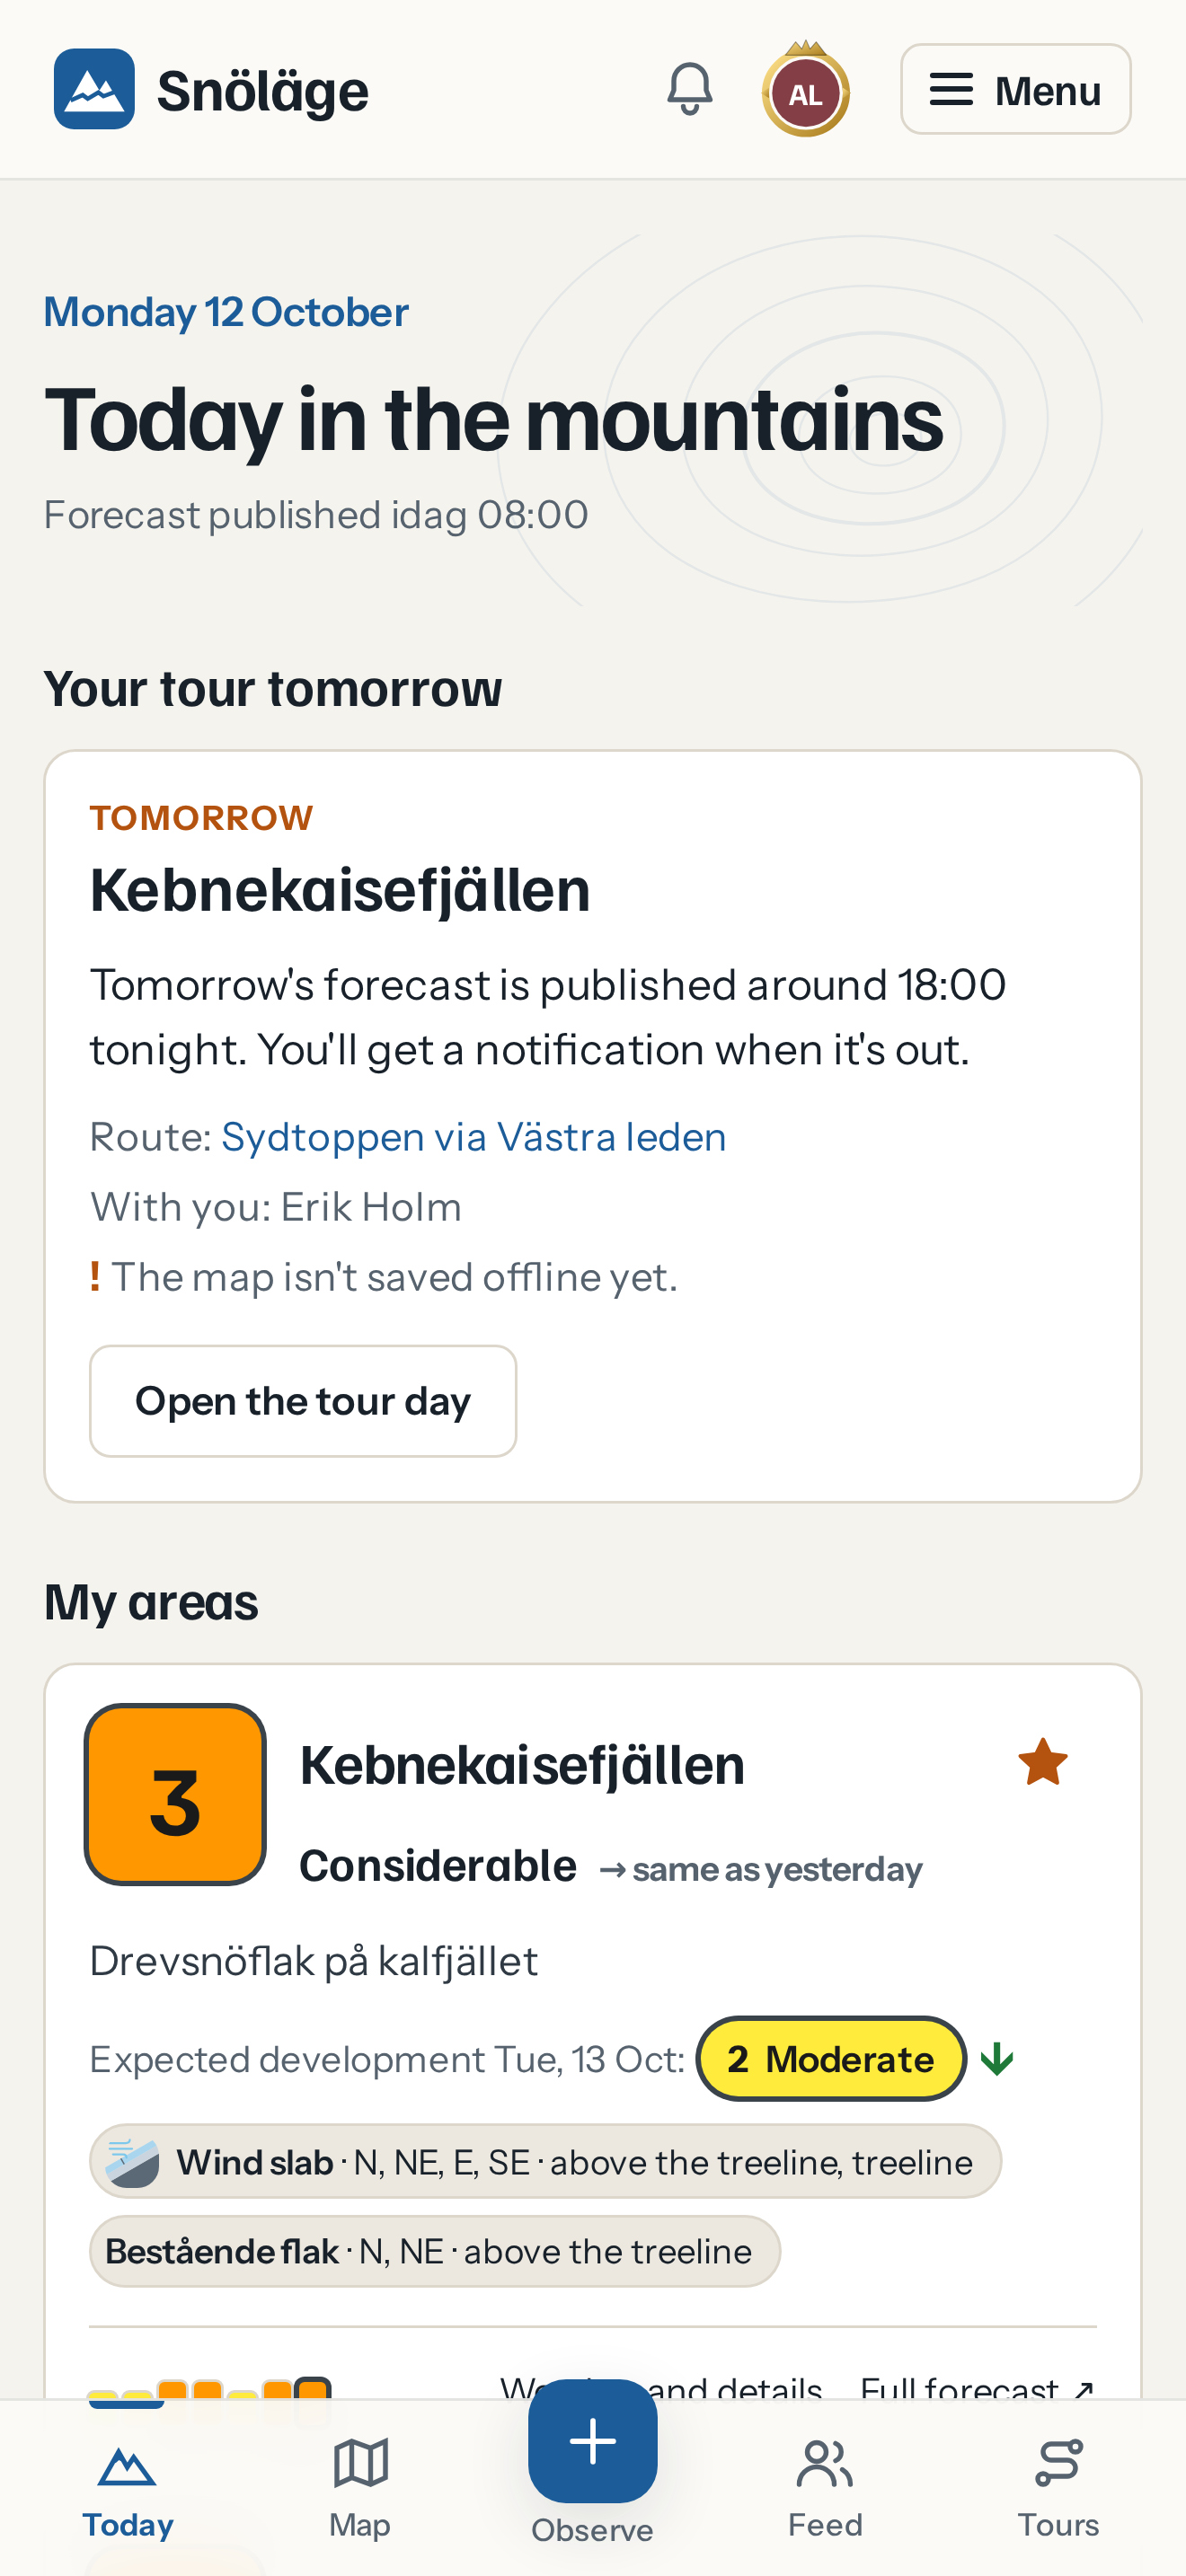 Snöläge
AL
Menu
Monday 12 October
Today in the mountains
Forecast published idag 08:00
Your tour tomorrow
TOMORROW
Kebnekaisefjällen
Tomorrow's forecast is published around 18:00
tonight. You'll get a notification when it's out.
Route: Sydtoppen via Västra leden
With you: Erik Holm
! The map isn't saved offline yet.
Open the tour day
My areas
3
Kebnekaisefjällen
Considerable → same as yesterday
Drevsnöflak på kalfjället
Expected development Tue, 13 Oct: 2 Moderate ↓
Wind slab · N, NE, E, SE · above the treeline, treeline
Bestående flak · N, NE · above the treeline
and details Full forecast ↗
Today
Map
Observe
Feed
Tours